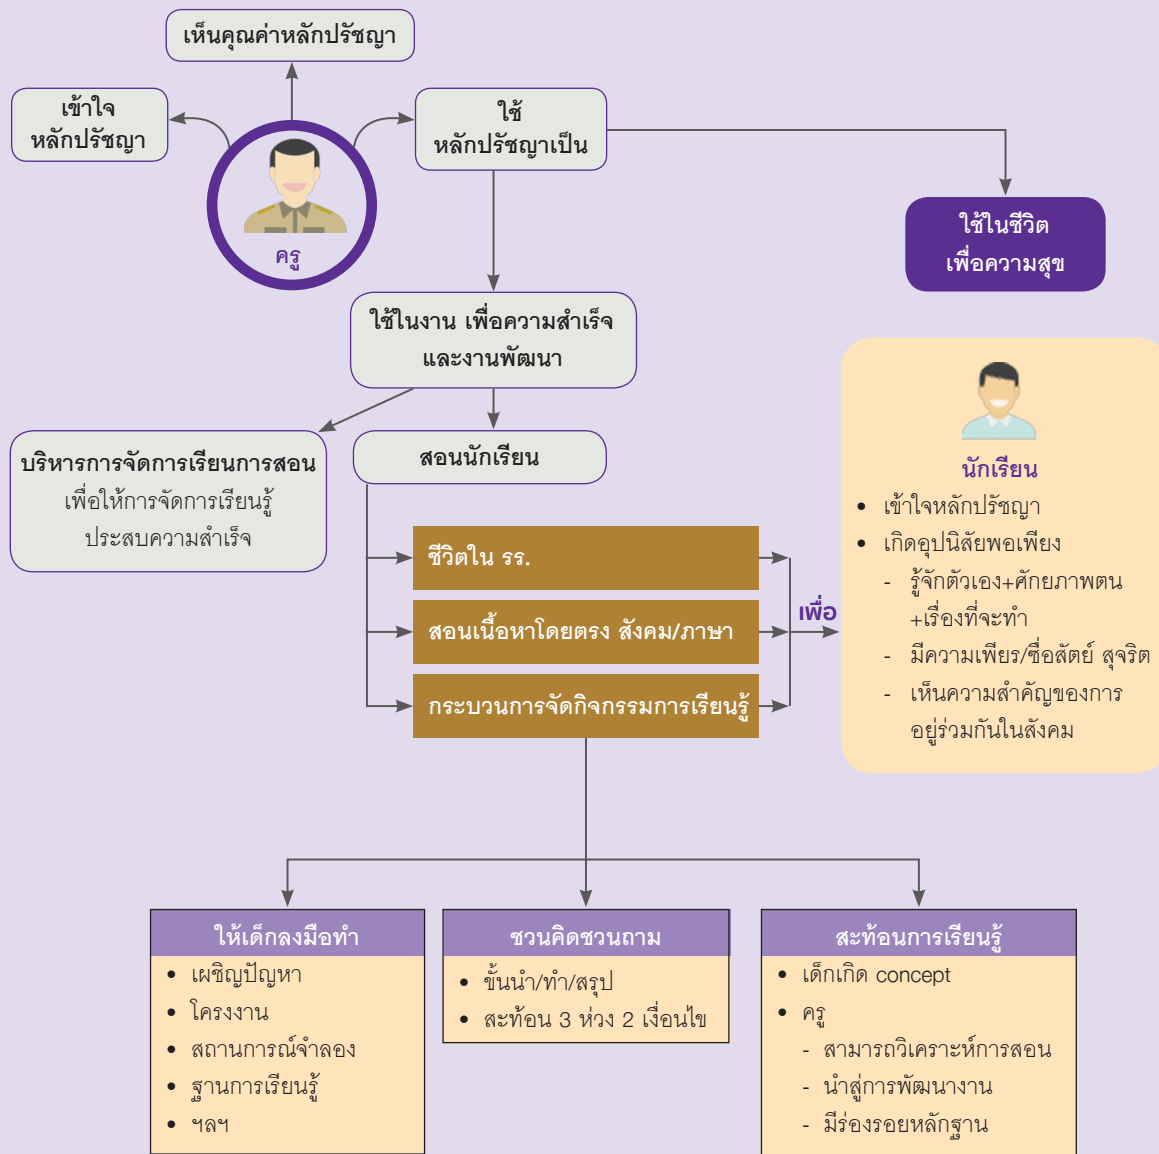 เห็นคุณค่าหลักปรัชญา
เข้าใจ
หลักปรัชญา
ใช้
หลักปรัชญาเป็น
ครู
ใช้ในชีวิต
เพื่อความสุข
ใช้ในงาน เพื่อความสำเร็จ
และงานพัฒนา
บริหารการจัดการเรียนการสอน
เพื่อให้การจัดการเรียนรู้
ประสบความสำเร็จ
สอนนักเรียน
ชีวิตใน รร.
สอนเนื้อหาโดยตรง สังคม/ภาษา
กระบวนการจัดกิจกรรมการเรียนรู้
เพื่อ
นักเรียน
• เข้าใจหลักปรัชญา
• เกิดอุปนิสัยพอเพียง
- รู้จักตัวเอง+ศักยภาพตน
+เรื่องที่จะทำ
- มีความเพียร/ซื่อสัตย์ สุจริต
- เห็นความสำคัญของการ
อยู่ร่วมกันในสังคม
ให้เด็กลงมือทำ
• เผชิญปัญหา
• โครงงาน
• สถานการณ์จำลอง
• ฐานการเรียนรู้
• ฯลฯ
ชวนคิดชวนถาม
• ขั้นนำ/ทำ/สรุป
• สะท้อน 3 ห่วง 2 เงื่อนไข
สะท้อนการเรียนรู้
• เด็กเกิด concept
• ครู
- สามารถวิเคราะห์การสอน
- นำสู่การพัฒนางาน
- มีร่องรอยหลักฐาน